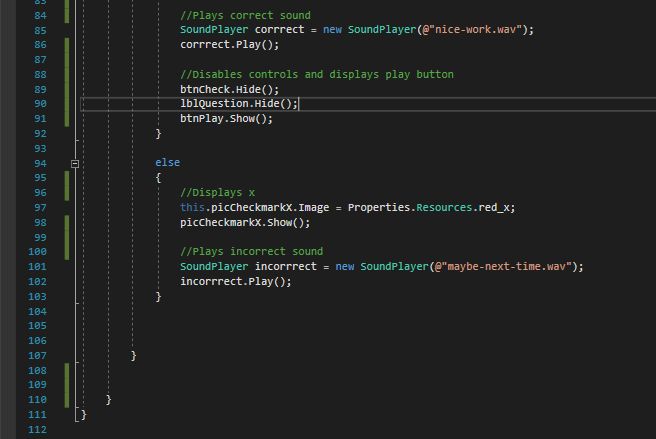 83
84 //Plays correct sound
85 SoundPlayer corrrect = new SoundPlayer(@"nice-work.wav");
86 corrrect.Play();
87
88 //Disables controls and displays play button
89 btnCheck.Hide();
90 lblQuestion.Hide();
91 btnPlay.Show();
92 }
93
94 else
95 {
96 //Displays x
97 this.picCheckmarkX.Image = Properties.Resources.red_x;
98 picCheckmarkX.Show();
99
100 //Plays incorrect sound
101 SoundPlayer incorrrect = new SoundPlayer(@"maybe-next-time.wav");
102 incorrrect.Play();
103 }
104
105
106
107 }
108
109
110 }
111 }
112